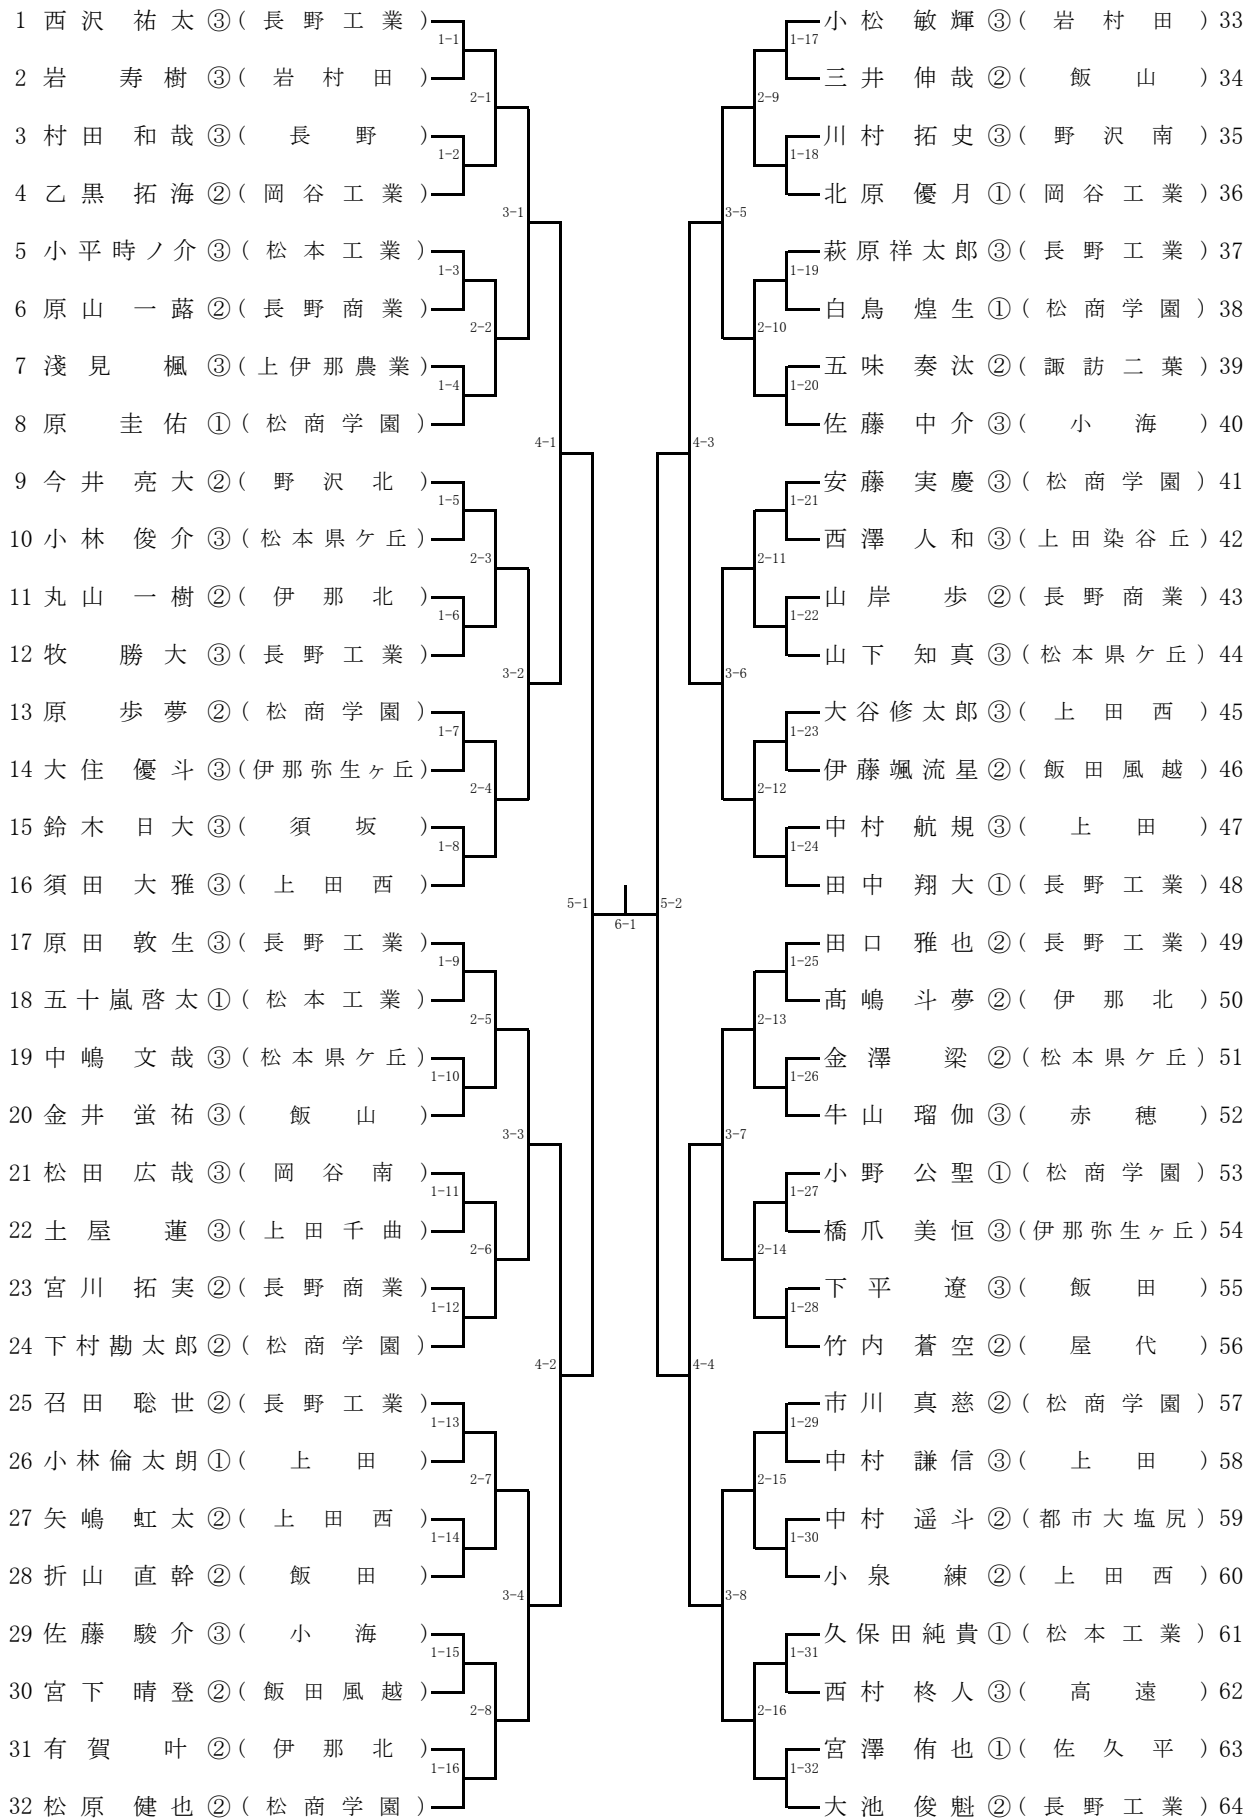 1 西沢 祐太 ③ (長野工業)
1-1
2 岩 寿樹 ③ (岩村田)
2-1
3 村田 和哉 ③ (長野)
1-2
4 乙黒 拓海 ② (岡谷工業)
3-1
5 小平時ノ介 ③ (松本工業)
1-3
6 原山 一蕗 ② (長野商業)
2-2
7 淺見 楓 ③ (上伊那農業)
1-4
8 原 圭佑 ① (松商学園)
4-1
9 今井 亮大 ② (野沢北)
1-5
10 小林 俊介 ③ (松本県ケ丘)
2-3
11 丸山 一樹 ② (伊那北)
1-6
12 牧 勝大 ③ (長野工業)
3-2
13 原 歩夢 ② (松商学園)
1-7
14 大住 優斗 ③ (伊那弥生ヶ丘)
2-4
15 鈴木 日大 ③ (須坂)
1-8
16 須田 大雅 ③ (上田西)
5-1
17 原田 敦生 ③ (長野工業)
1-9
18 五十嵐啓太 ① (松本工業)
2-5
19 中嶋 文哉 ③ (松本県ケ丘)
1-10
20 金井 蛍祐 ③ (飯山)
3-3
21 松田 広哉 ③ (岡谷南)
1-11
22 土屋 蓮 ③ (上田千曲)
2-6
23 宮川 拓実 ② (長野商業)
1-12
24 下村勘太郎 ② (松商学園)
4-2
25 召田 聡世 ② (長野工業)
1-13
26 小林倫太朗 ① (上田)
2-7
27 矢嶋 虹太 ② (上田西)
1-14
28 折山 直幹 ② (飯田)
3-4
29 佐藤 駿介 ③ (小海)
1-15
30 宮下 晴登 ② (飯田風越)
2-8
31 有賀 叶 ② (伊那北)
1-16
32 松原 健也 ② (松商学園)
6-1
小松 敏輝 ③ (岩村田) 33
1-17
三井 伸哉 ② (飯山) 34
2-9
川村 拓史 ③ (野沢南) 35
1-18
北原 優月 ① (岡谷工業) 36
3-5
萩原祥太郎 ③ (長野工業) 37
1-19
白鳥 煌生 ① (松商学園) 38
2-10
五味 奏汰 ② (諏訪二葉) 39
1-20
佐藤 中介 ③ (小海) 40
4-3
安藤 実慶 ③ (松商学園) 41
1-21
西澤 人和 ③ (上田染谷丘) 42
2-11
山岸 歩 ② (長野商業) 43
1-22
山下 知真 ③ (松本県ケ丘) 44
3-6
大谷修太郎 ③ (上田西) 45
1-23
伊藤颯流星 ② (飯田風越) 46
2-12
中村 航規 ③ (上田) 47
1-24
田中 翔大 ① (長野工業) 48
5-2
田口 雅也 ② (長野工業) 49
1-25
髙嶋 斗夢 ② (伊那北) 50
2-13
金澤 梁 ② (松本県ケ丘) 51
1-26
牛山 瑠伽 ③ (赤穂) 52
3-7
小野 公聖 ① (松商学園) 53
1-27
橋爪 美恒 ③ (伊那弥生ヶ丘) 54
2-14
下平 遼 ③ (飯田) 55
1-28
竹内 蒼空 ② (屋代) 56
4-4
市川 真慈 ② (松商学園) 57
1-29
中村 謙信 ③ (上田) 58
2-15
中村 遥斗 ② (都市大塩尻) 59
1-30
小泉 練 ② (上田西) 60
3-8
久保田純貴 ① (松本工業) 61
1-31
西村 柊人 ③ (高遠) 62
2-16
宮澤 侑也 ① (佐久平) 63
1-32
大池 俊魁 ② (長野工業) 64